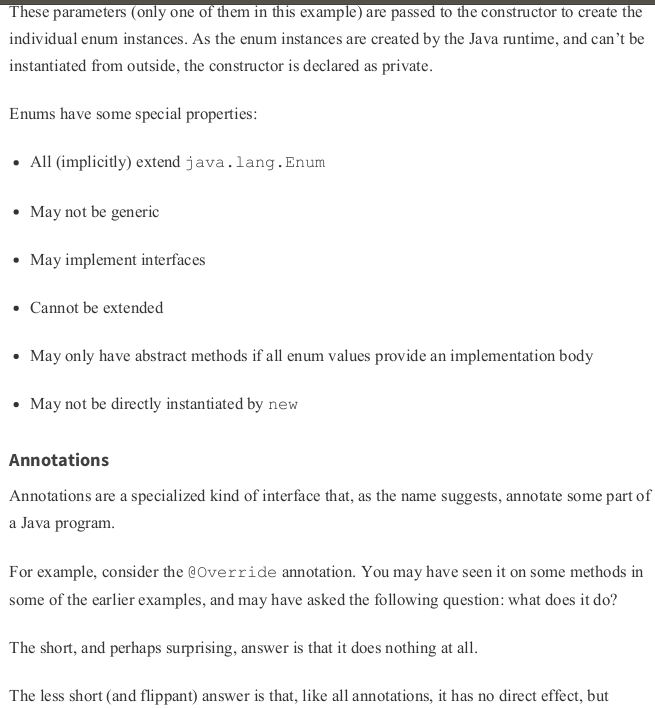 These parameters (only one of them in this example) are passed to the constructor to create the
individual enum instances. As the enum instances are created by the Java runtime, and can’t be
instantiated from outside, the constructor is declared as private.
Enums have some special properties:
• All (implicitly) extend java.lang.Enum
• May not be generic
• May implement interfaces
• Cannot be extended
• May only have abstract methods if all enum values provide an implementation body
• May not be directly instantiated by new
Annotations
Annotations are a specialized kind of interface that, as the name suggests, annotate some part of
a Java program.
For example, consider the @Override annotation. You may have seen it on some methods in
some of the earlier examples, and may have asked the following question: what does it do?
The short, and perhaps surprising, answer is that it does nothing at all.
The less short (and flippant) answer is that, like all annotations, it has no direct effect, but